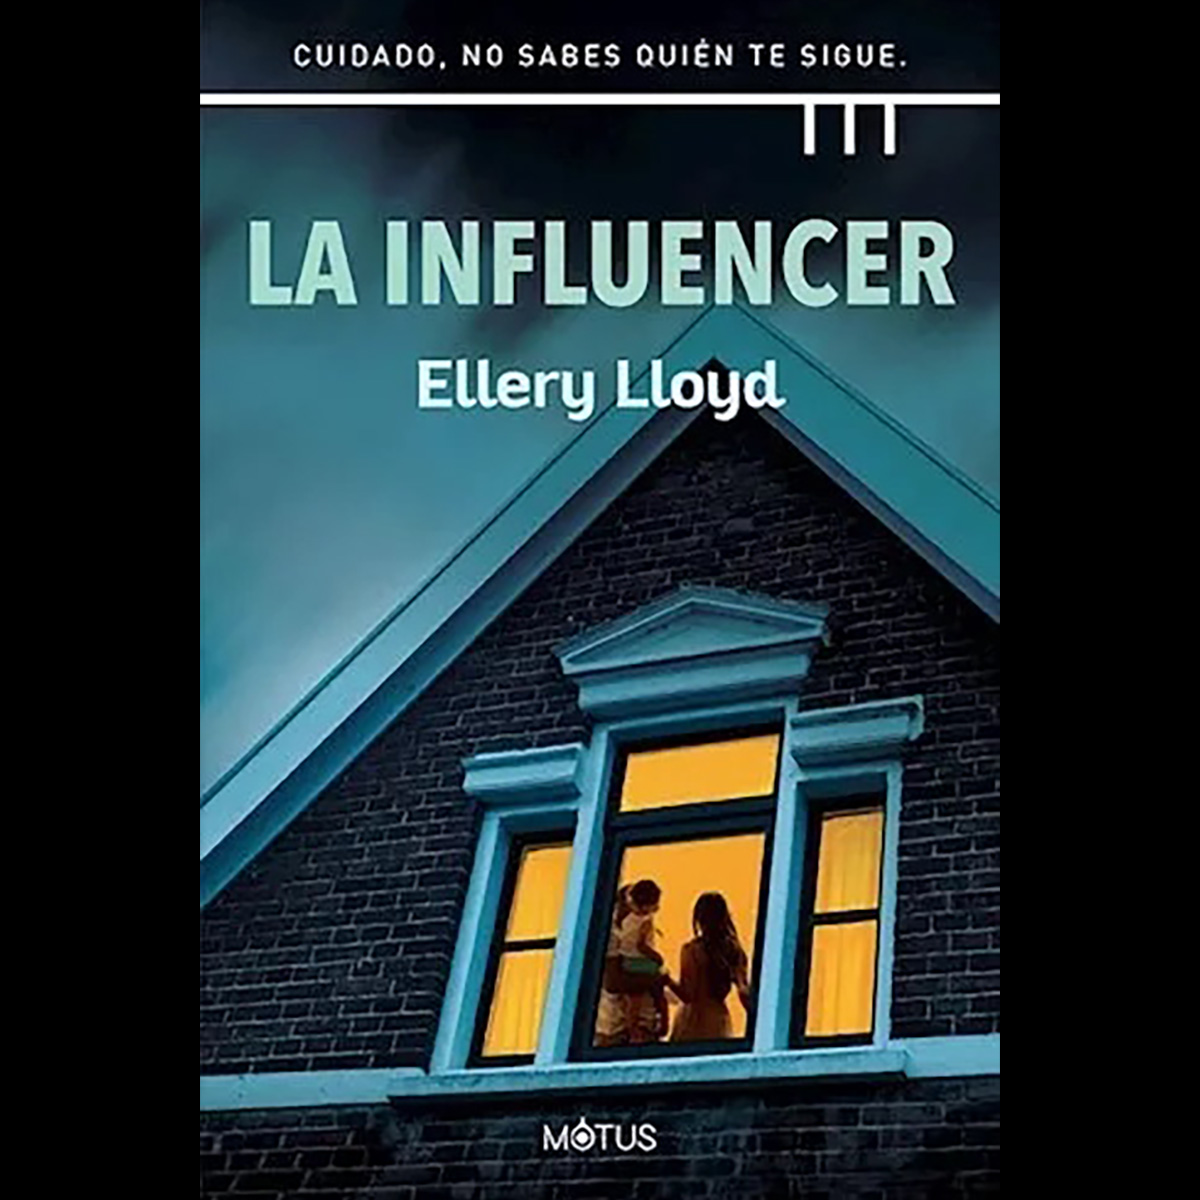 CUIDADO, NO SABES QUIÉN TE SIGUE.
LA INFLUENCER
Ellery Lloyd
MOTUS